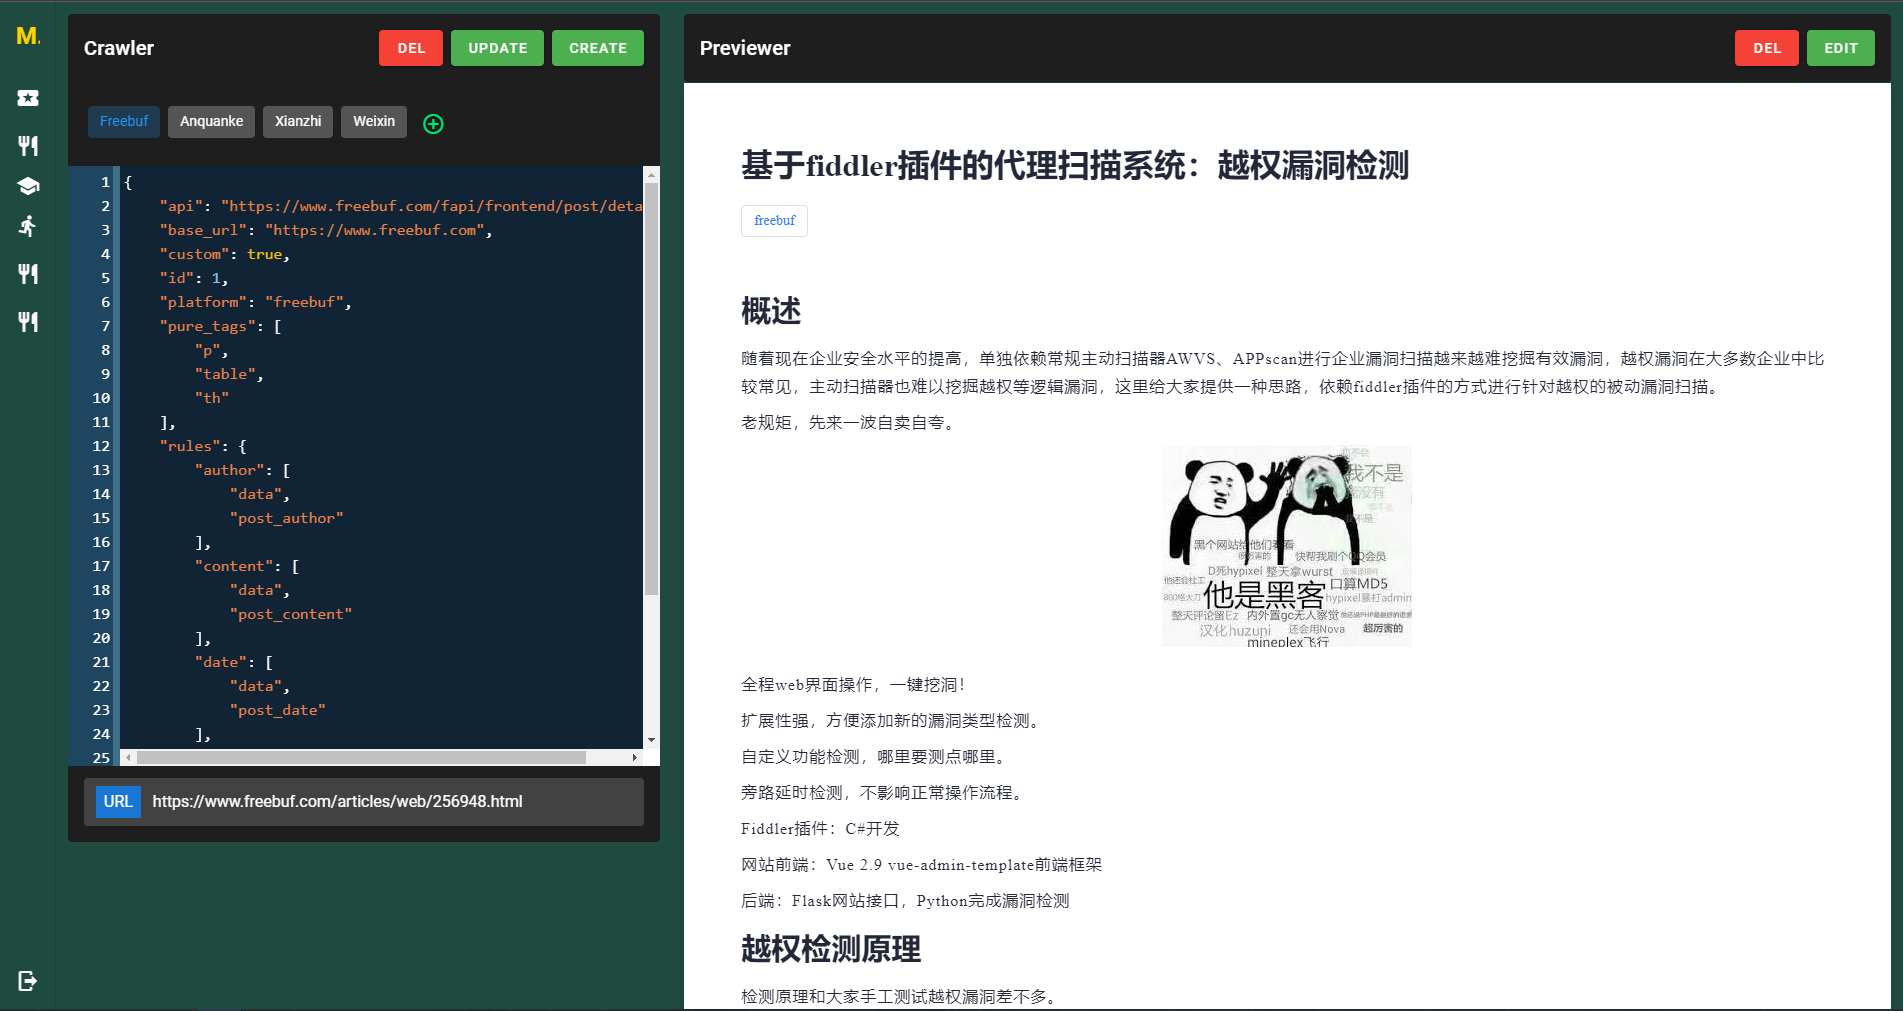 M.
Crawler
DEL
UPDATE
CREATE
Freebuf
Anquanke
Xianzhi
Weixin
1 {
2 "api": "https://www.freebuf.com/fapi/frontend/post/deta
3 "base_url": "https://www.freebuf.com",
4 "custom": true,
5 "id": 1,
6 "platform": "freebuf",
7 "pure_tags": [
8 "p",
9 "table",
10 "th"
11 ],
12 "rules": {
13 "author": [
14 "data",
15 "post_author"
16 ],
17 "content": [
18 "data",
19 "post_content"
20 ],
21 "date": [
22 "data",
23 "post_date"
24 ],
25
URL https://www.freebuf.com/articles/web/256948.html
Previewer
DEL
EDIT
基于fiddler插件的代理扫描系统：越权漏洞检测
freebuf
概述
随着现在企业安全水平的提高，单独依赖常规主动扫描器AWVS、APPscan进行企业漏洞扫描越来越难挖掘有效漏洞，越权漏洞在大多数企业中比
较常见，主动扫描器也难以挖掘越权等逻辑漏洞，这里给大家提供一种思路，依赖fiddler插件的方式进行针对越权的被动漏洞扫描。
老规矩，先来一波自卖自夸。
我不是
我没有
黑个网站给他们看看
快帮我刷个QQ会员
D死hypixel 整天拿wurst
他还会社工
他是黑客
口算MD5
800格大刀
hypixel暴打admin
整天评论留Ez 内外置gc无人察觉
汉化huzuni 还会用Nova 超厉害的
mineplex飞行
全程web界面操作，一键挖洞！
扩展性强，方便添加新的漏洞类型检测。
自定义功能检测，哪里要测点哪里。
旁路延时检测，不影响正常操作流程。
Fiddler插件：C#开发
网站前端：Vue 2.9 vue-admin-template前端框架
后端：Flask网站接口，Python完成漏洞检测
越权检测原理
检测原理和大家手工测试越权漏洞差不多。